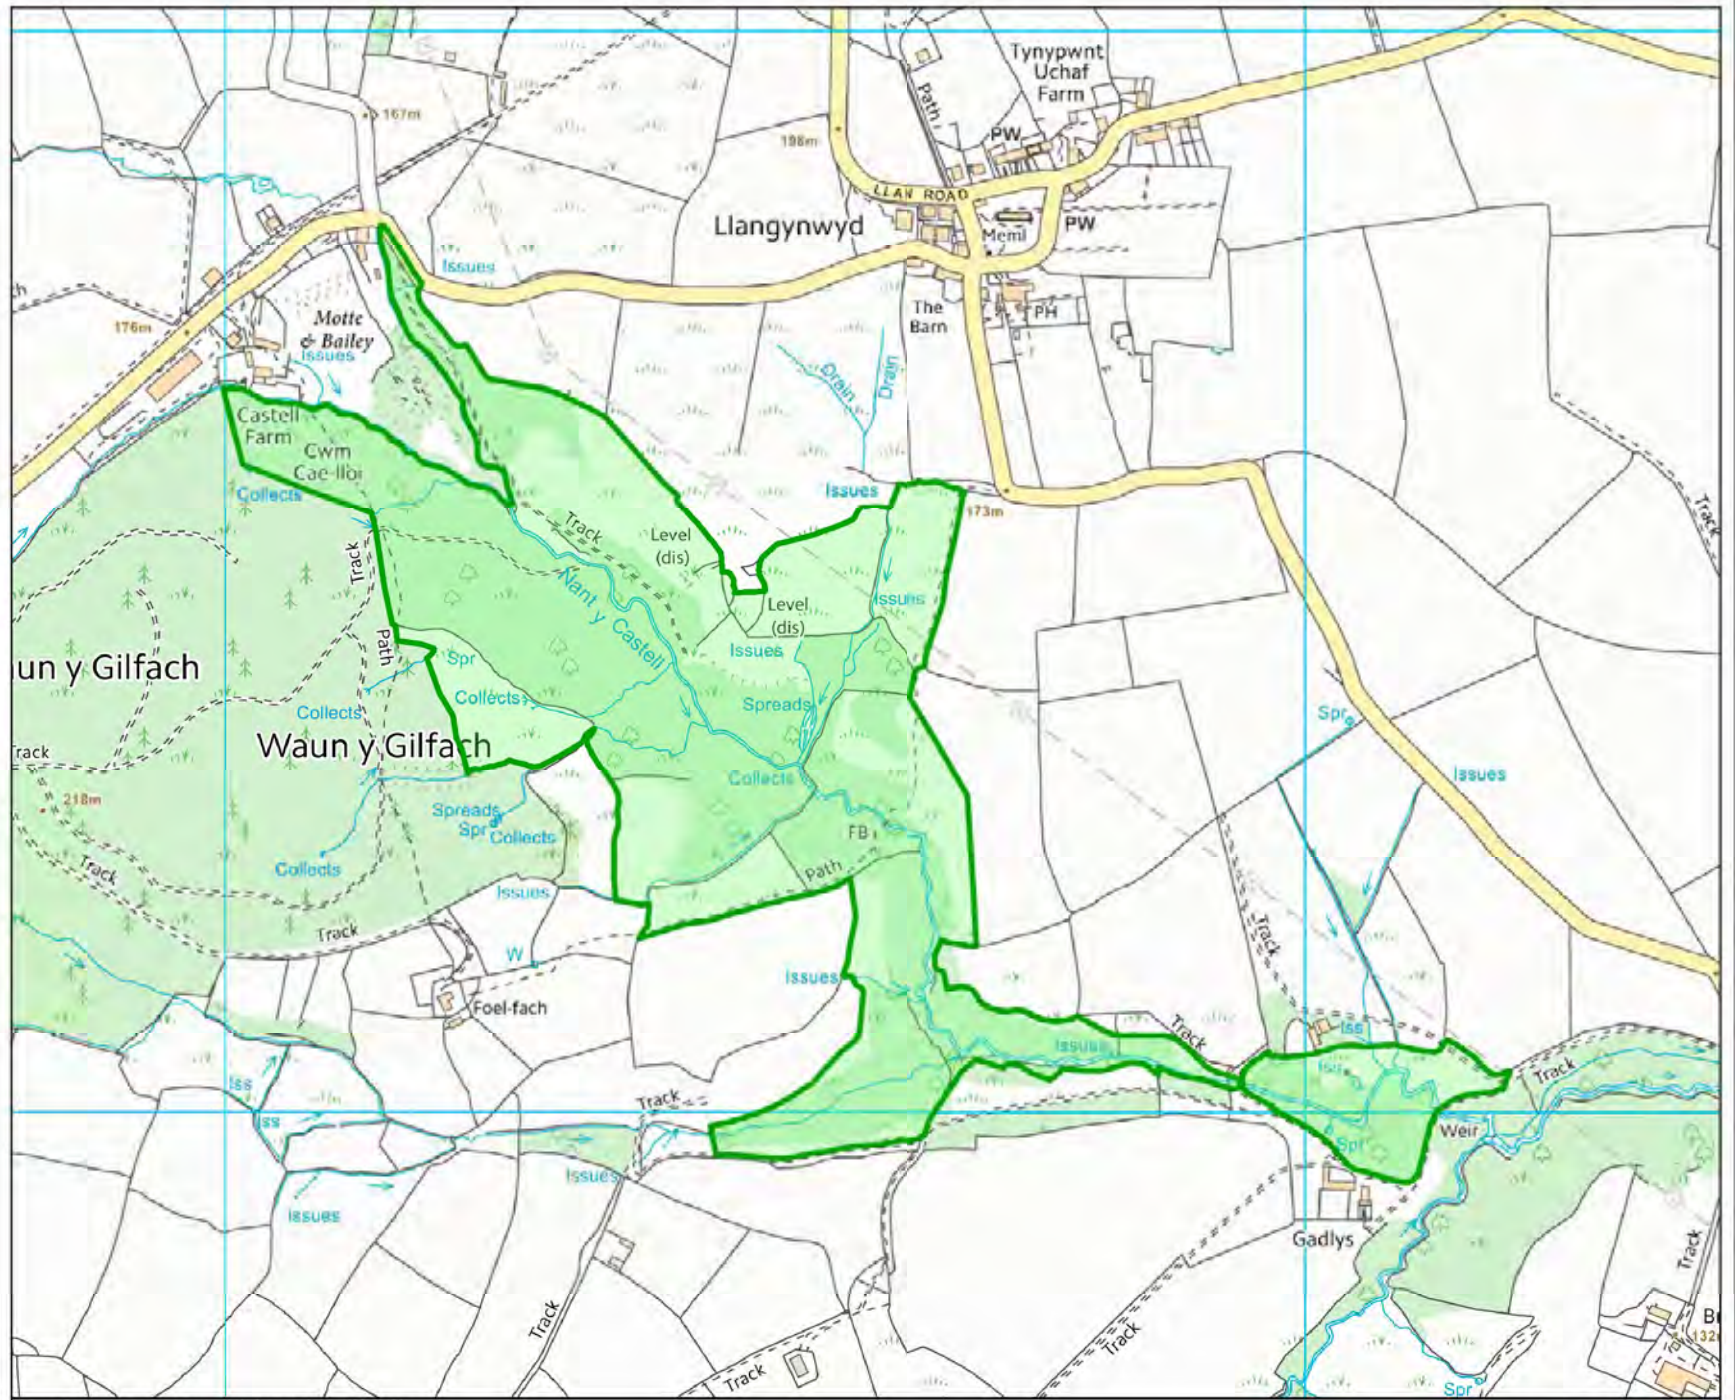 Tynypwnt
Uchaf
Farm
Path
167m
198m
PW
LLAN ROAD
Llangynwyd
PW
Meml
Issues
176m
Motte
& Bailey
Issues
The
Barn
PH
Drain
Drain
Castell
Farm
Cwm
Cae-lloi
Collects
Issues
173m
Track
Track
Level
(dis)
Track
Nant y Castell
Level
(dis)
Issues
Path
Issues
Spr
aun y Gilfach
Collects
Collects
Spreads
Spr
Waun y Gilfach
Track
Collects
Issues
218m
Spreads
Spr
Collects
FB
Collects
Track
Path
Issues
Track
Track
W
Issues
Foel-fach
Track
Iss
Issues
Iss
Track
Iss
Track
Iss
Weir
Spr
Issues
Issues
Gadlys
Track
Track
Track
Track
132
Spr